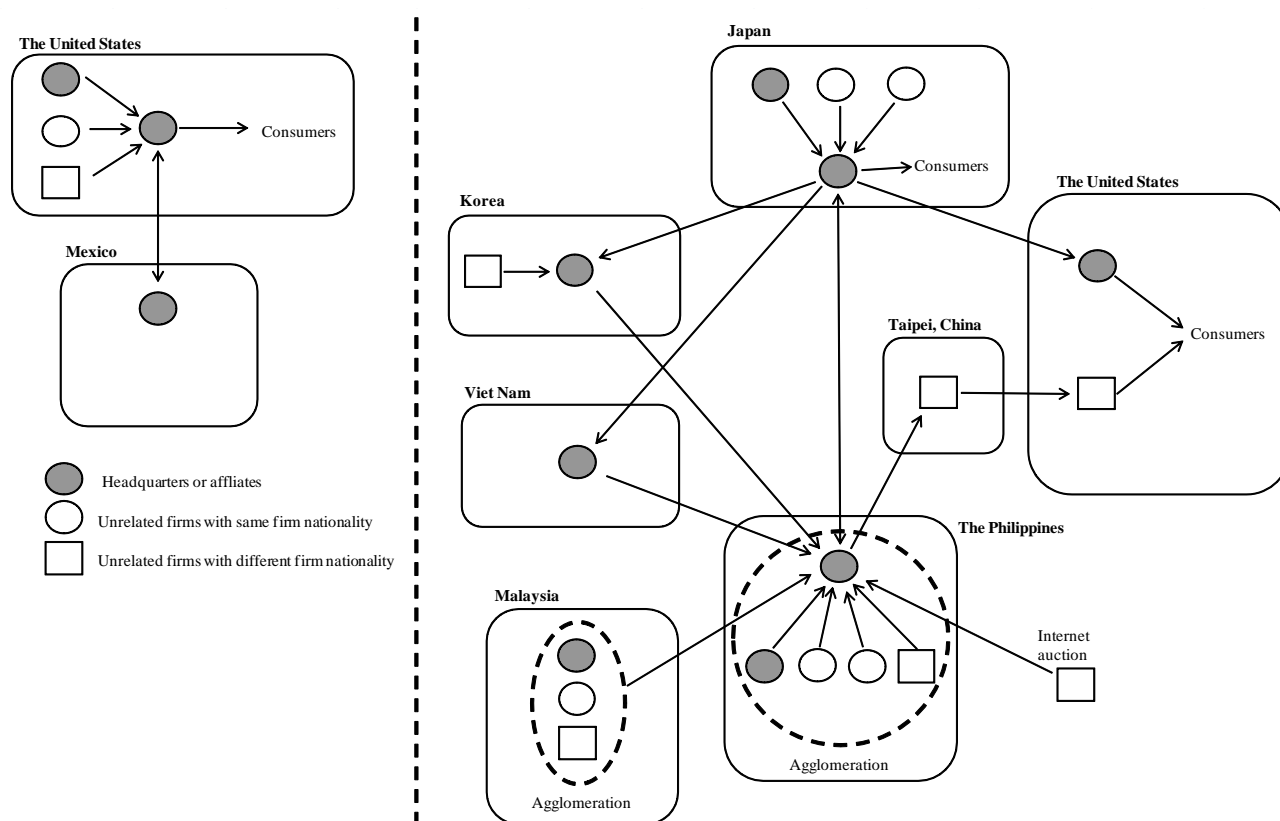 The United States
Consumers
Mexico
Headquarters or affliates
Unrelated firms with same firm nationality
Unrelated firms with different firm nationality
Japan
Consumers
Korea
The United States
Consumers
Taipei, China
Viet Nam
The Philippines
Agglomeration
Malaysia
Agglomeration
Internet
auction